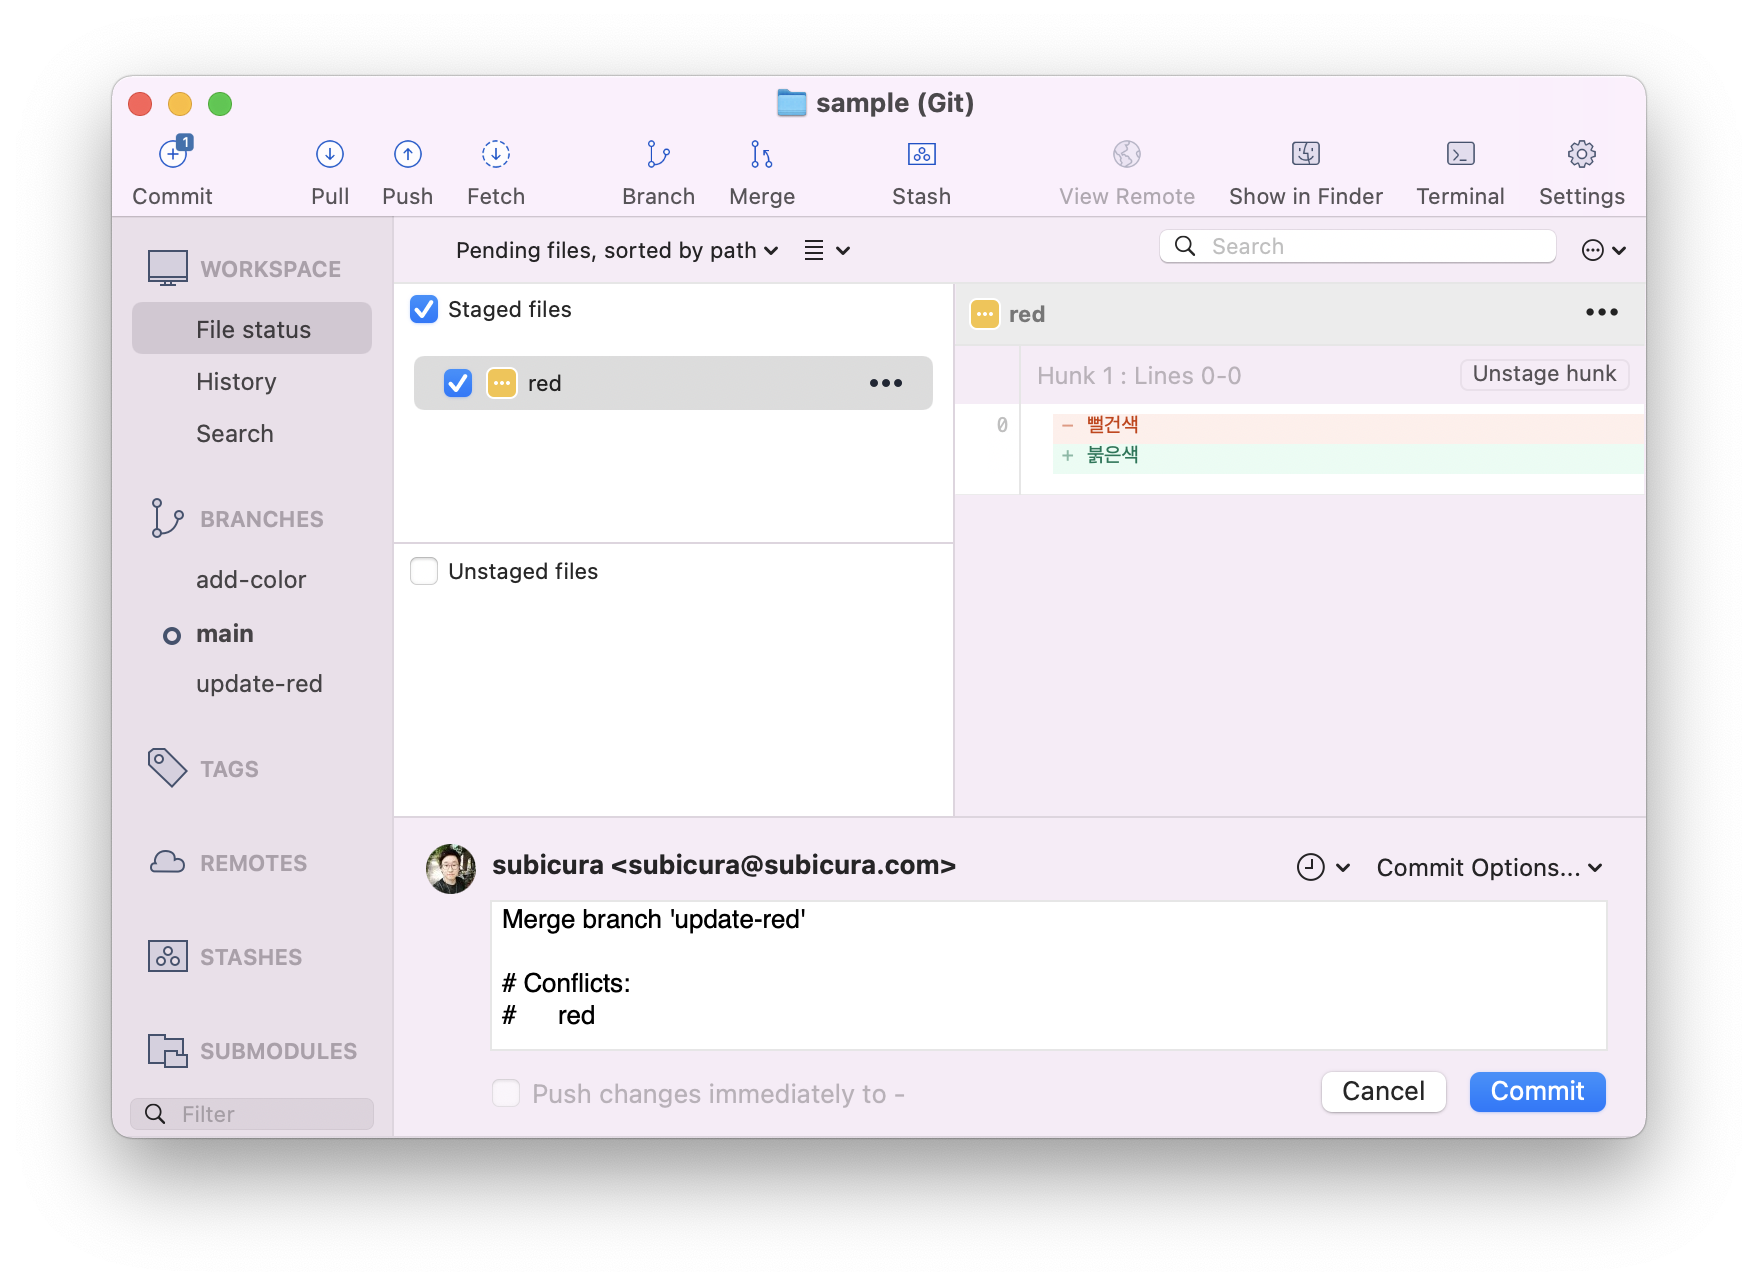 sample (Git)
1
Commit
Pull
Push
Fetch
Branch
Merge
Stash
View Remote
Show in Finder
Terminal
Settings
WORKSPACE
File status
History
Search
BRANCHES
add-color
main
update-red
TAGS
REMOTES
STASHES
SUBMODULES
Filter
Pending files, sorted by path
Search
Staged files
red
Unstaged files
red
Hunk 1 : Lines 0-0
Unstage hunk
0
- 뻘건색
+ 붉은색
subicura <subicura@subicura.com>
Commit Options...
Merge branch 'update-red'
# Conflicts:
#	red
Push changes immediately to -
Cancel
Commit